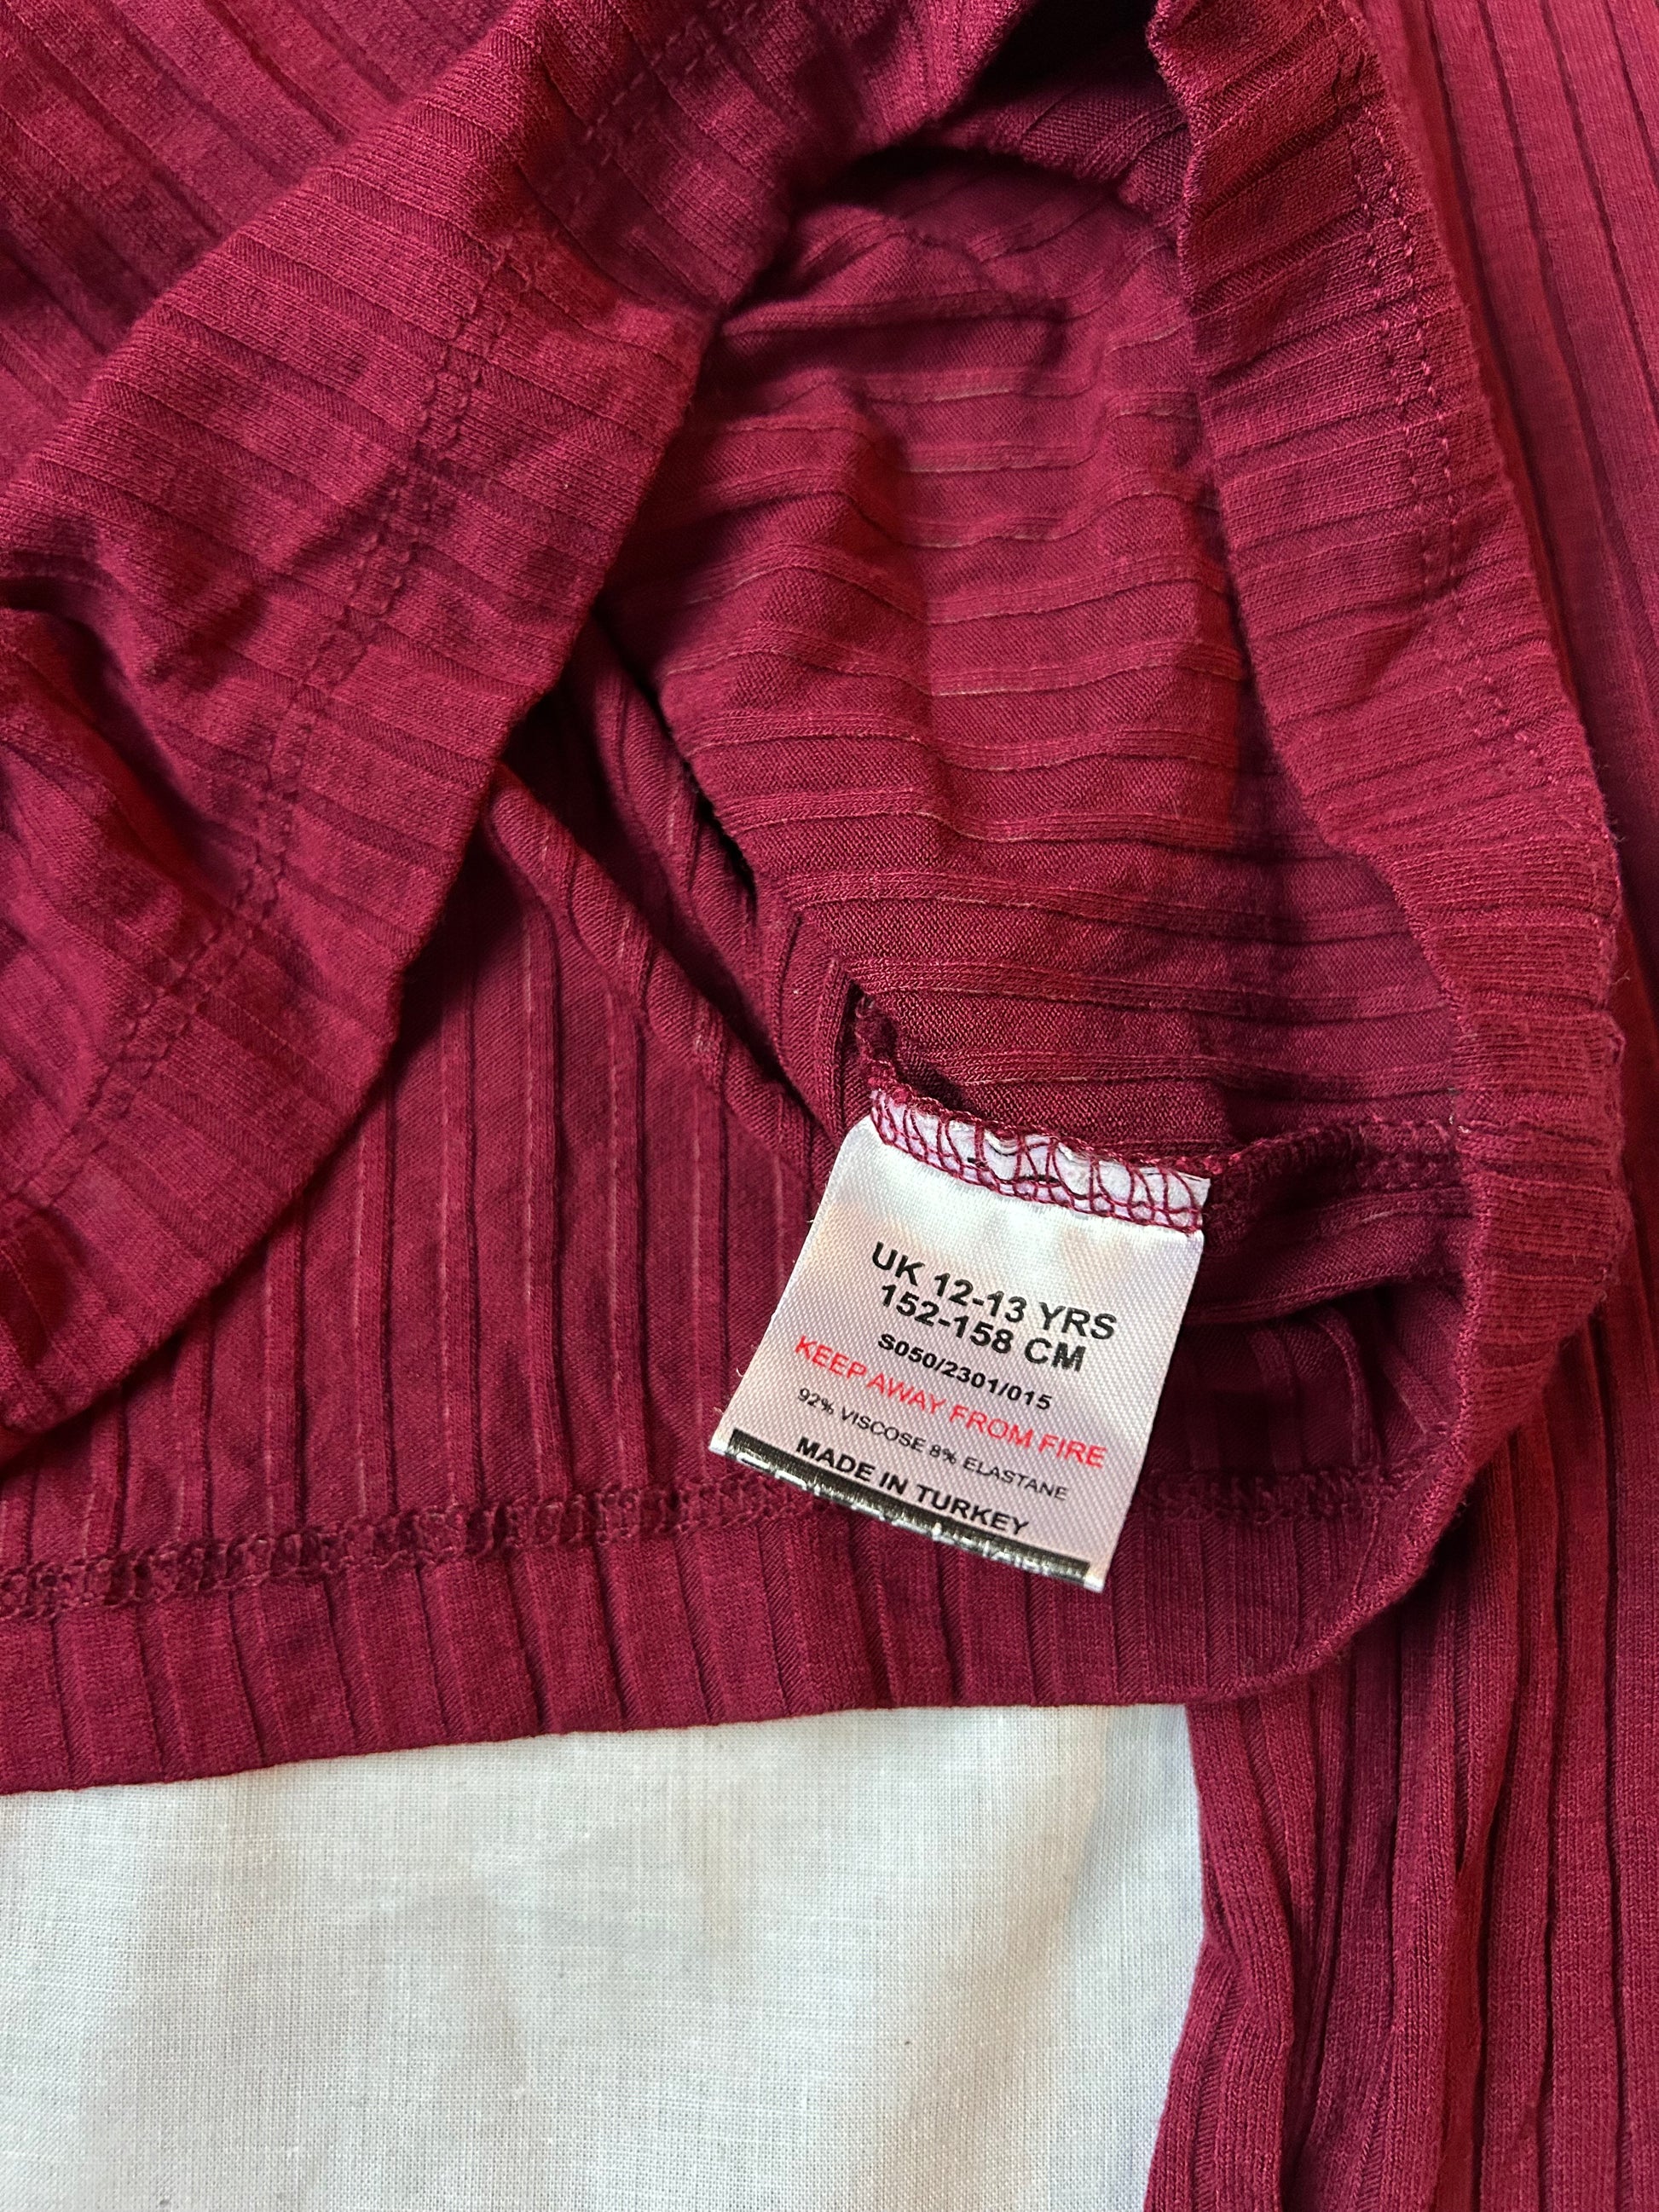 UK 12-13 YRS
152-158 CM
S050/2301/015
KEEP AWAY FROM FIRE
92% VISCOSE 8% ELASTANE
MADE IN TURKEY